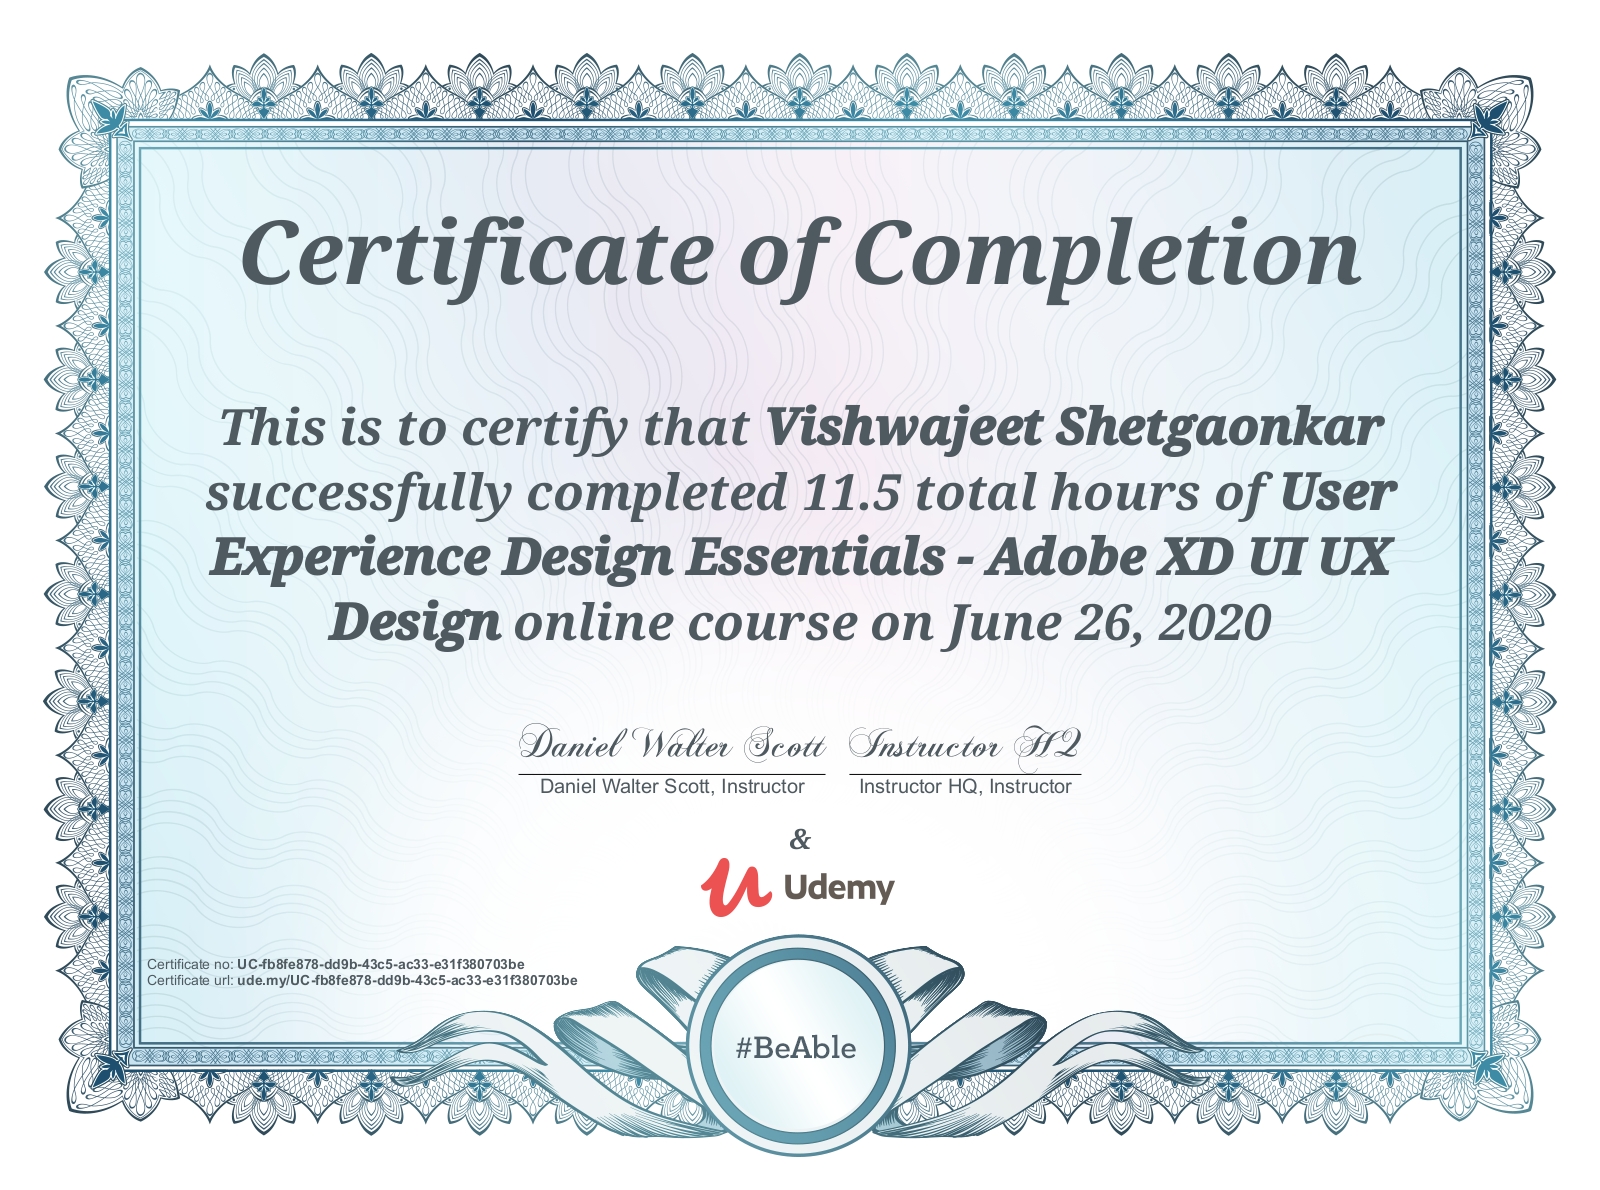 Certificate of Completion
This is to certify that Vishwajeet Shetgaonkar
successfully completed 11.5 total hours of User
Experience Design Essentials - Adobe XD UI UX
Design online course on June 26, 2020
Daniel Walter Scott Instructor HQ
Daniel Walter Scott, Instructor Instructor HQ, Instructor
&
Udemy
Certificate no: UC-fb8fe878-dd9b-43c5-ac33-e31f380703be
Certificate url: ude.my/UC-fb8fe878-dd9b-43c5-ac33-e31f380703be
#BeAble